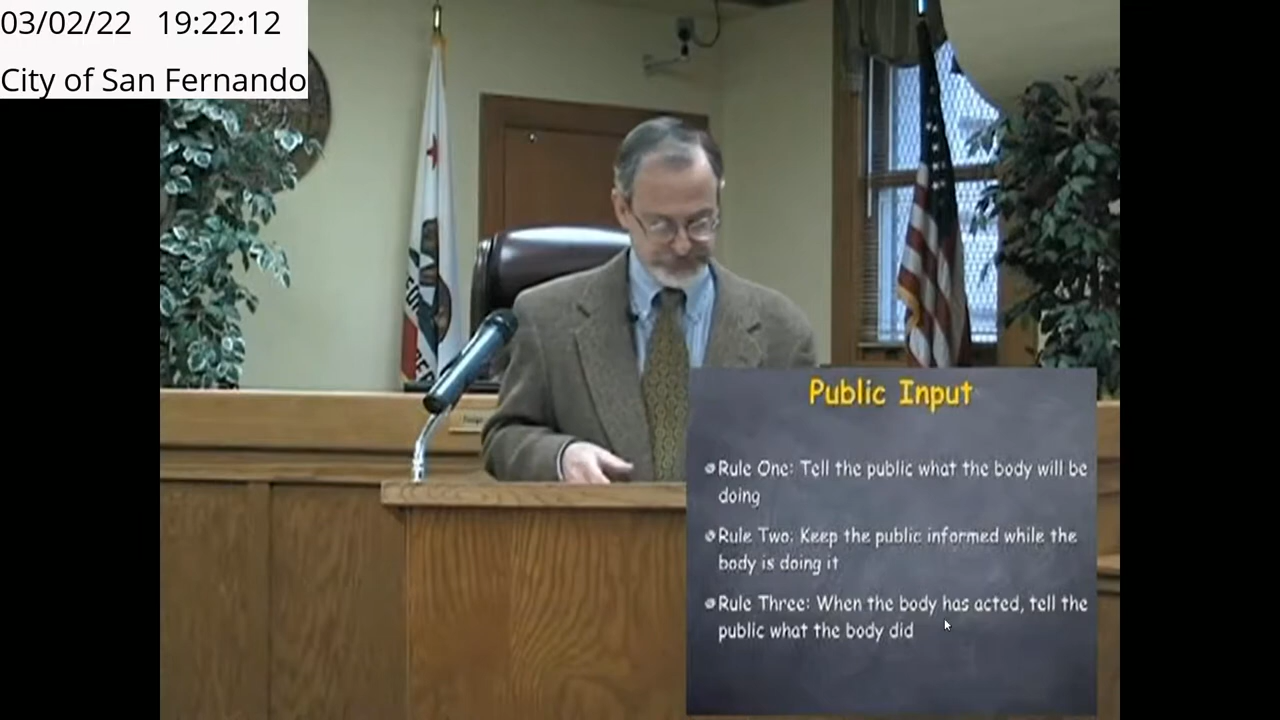 03/02/22 19:22:12
City of San Fernando
Public Input
Rule One: Tell the public what the body will be
doing
Rule Two: Keep the public informed while the
body is doing it
Rule Three: When the body has acted, tell the
public what the body did